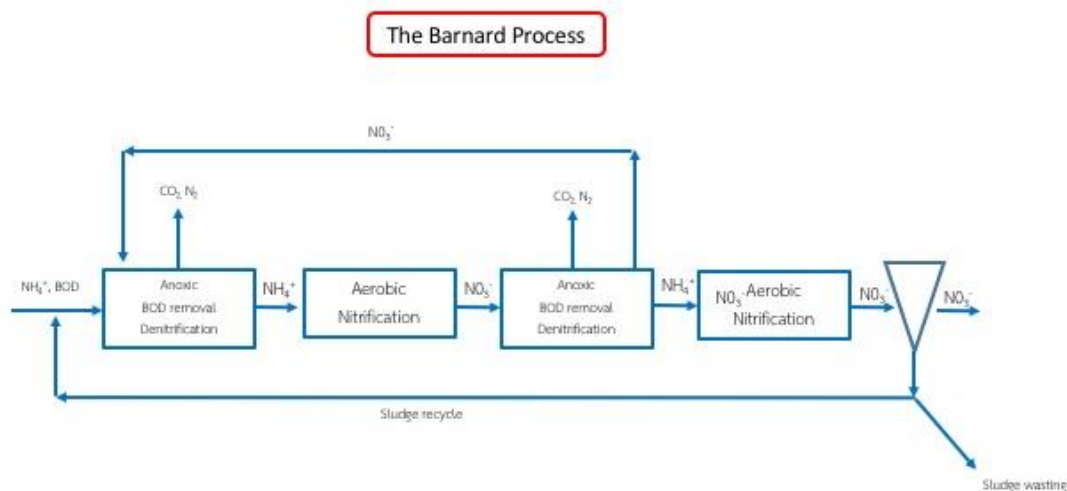 The Barnard Process
N0₃⁻
CO₂ N₂
CO₂ N₂
NH₄⁺, BOD
Anoxic
BOD removal
Denitrification
NH₄⁺
Aerobic
Nitrification
N0₃⁻
Anoxic
BOD removal
Denitrification
NH₄⁺
N0₃⁻ Aerobic
Nitrification
N0₃⁻
N0₃⁻
Sludge recycle
Sludge wasting